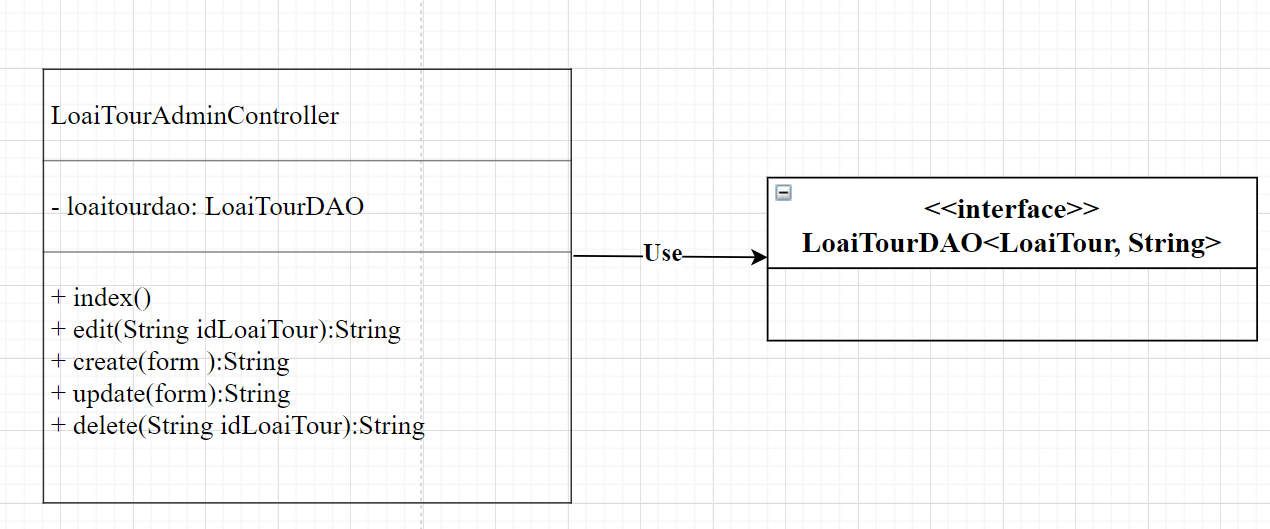 LoaiTourAdminController
- loaitourdao: LoaiTourDAO
+ index()
+ edit(String idLoaiTour):String
+ create(form ):String
+ update(form):String
+ delete(String idLoaiTour):String
Use
<<interface>>
LoaiTourDAO<LoaiTour, String>